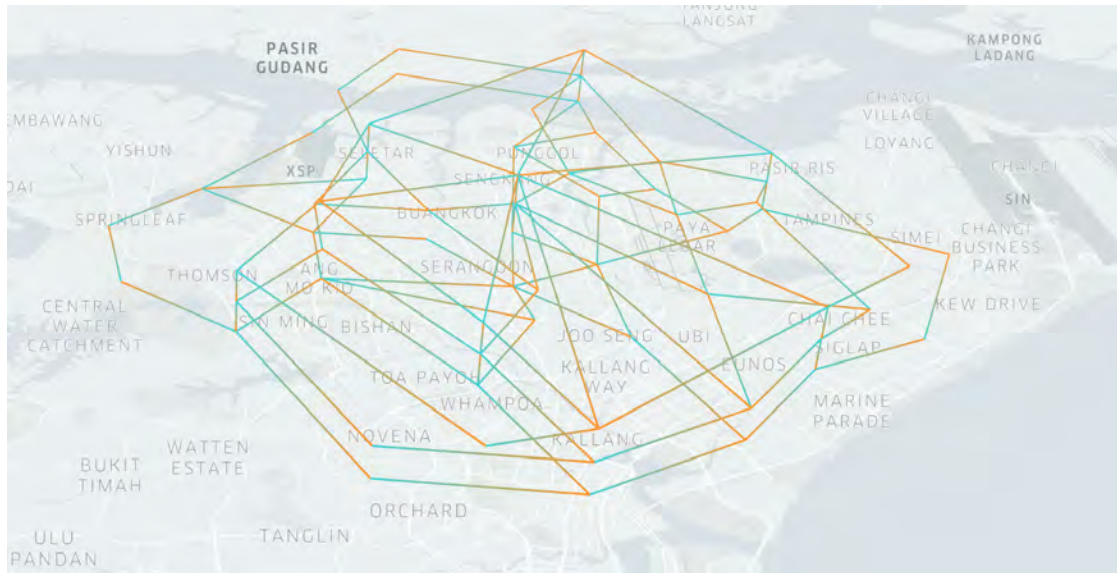 TANJUNG
LANGSAT
PASIR
GUDANG
KAMPONG
LADANG
CHANGI
VILLAGE
EMBAWANG
LOYANG
YISHUN
SELETAR
PUNGGOL
XSP
SENGKANG
PASIR RIS
CHANGI
DAI
SIN
SPRINGLEAF
BUANGKOK
TAMPINES
PAYA
LEBAR
SIMEI
CHANGI
BUSINESS
PARK
THOMSON
ANG
MO KIO
SERANGOON
CENTRAL
WATER
CATCHMENT
KEW DRIVE
SIN MING
BISHAN
JOO SENG
UBI
CHAI CHEE
SIGLAP
TOA PAYOH
KALLANG
WAY
EUNOS
WHAMPOA
MARINE
PARADE
NOVENA
KALLANG
WATTEN
ESTATE
BUKIT
TIMAH
ORCHARD
ULU
PANDAN
TANGLIN